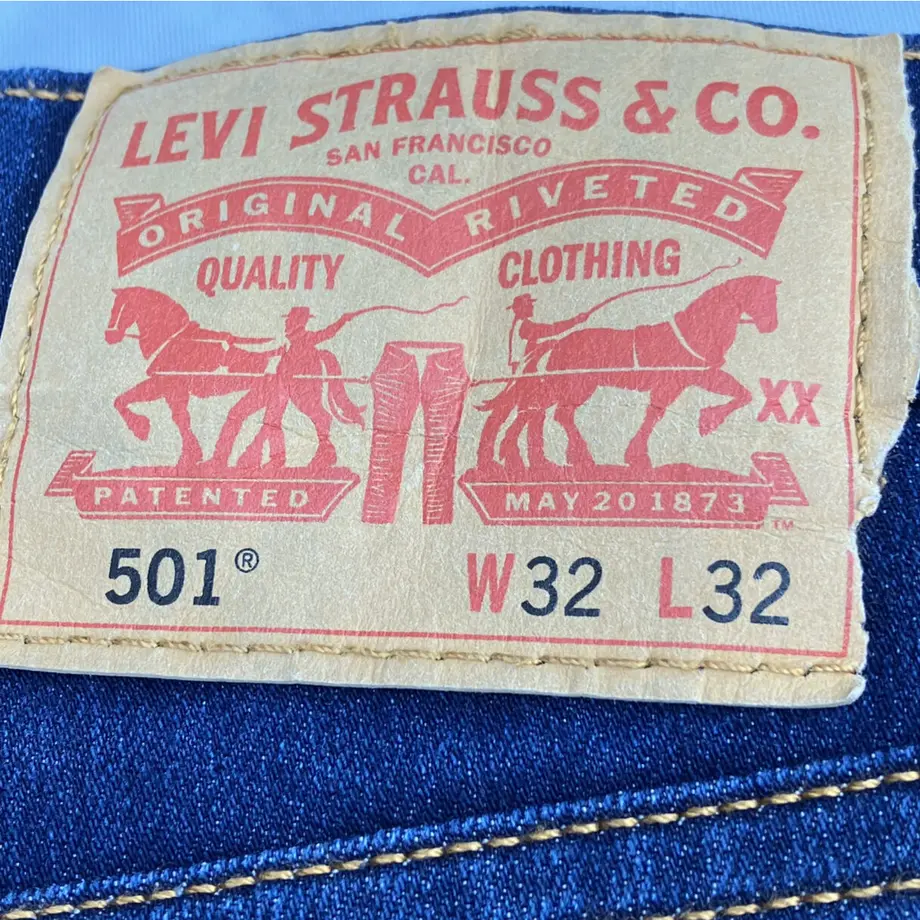 LEVI STRAUSS & CO.
SAN FRANCISCO
CAL.
ORIGINAL RIVETED
QUALITY CLOTHING
XX
PATENTED MAY 20 1873
TM
501® W32 L32